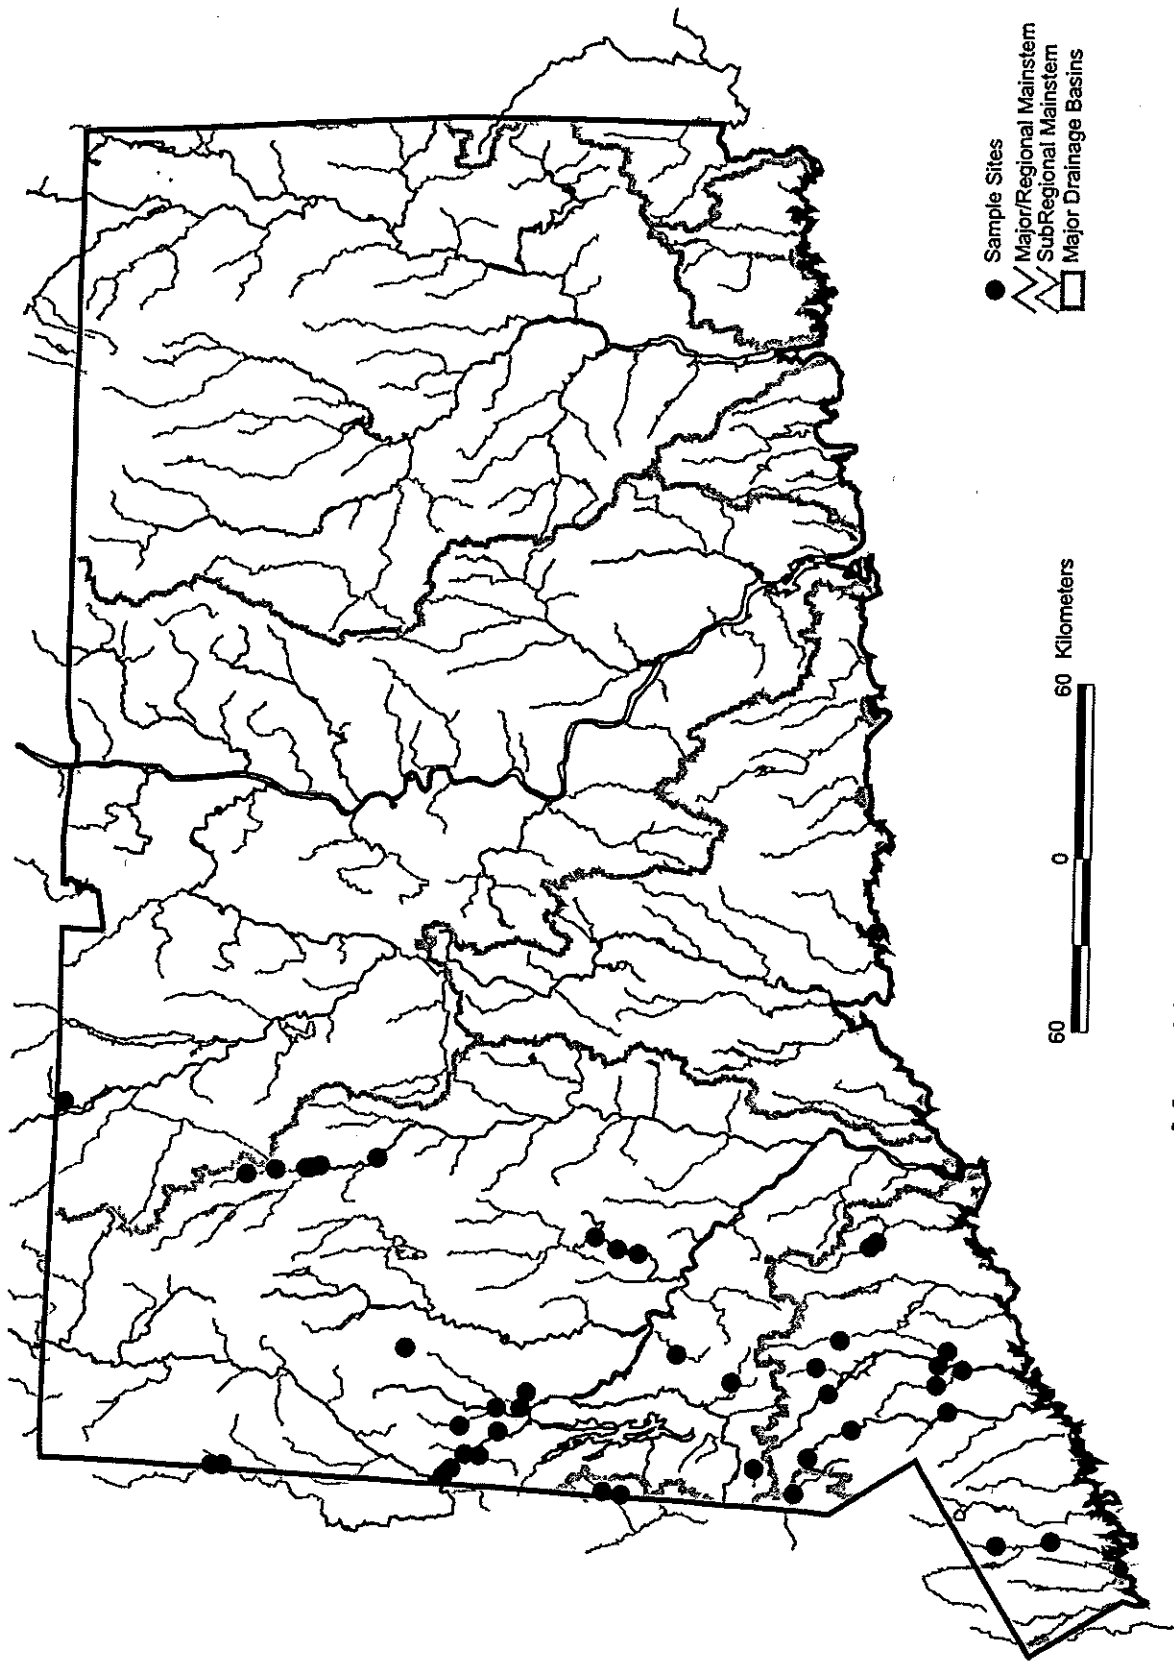 Sample Sites
Major/Regional Mainstem
SubRegional Mainstem
Major Drainage Basins
60 0 60 Kilometers